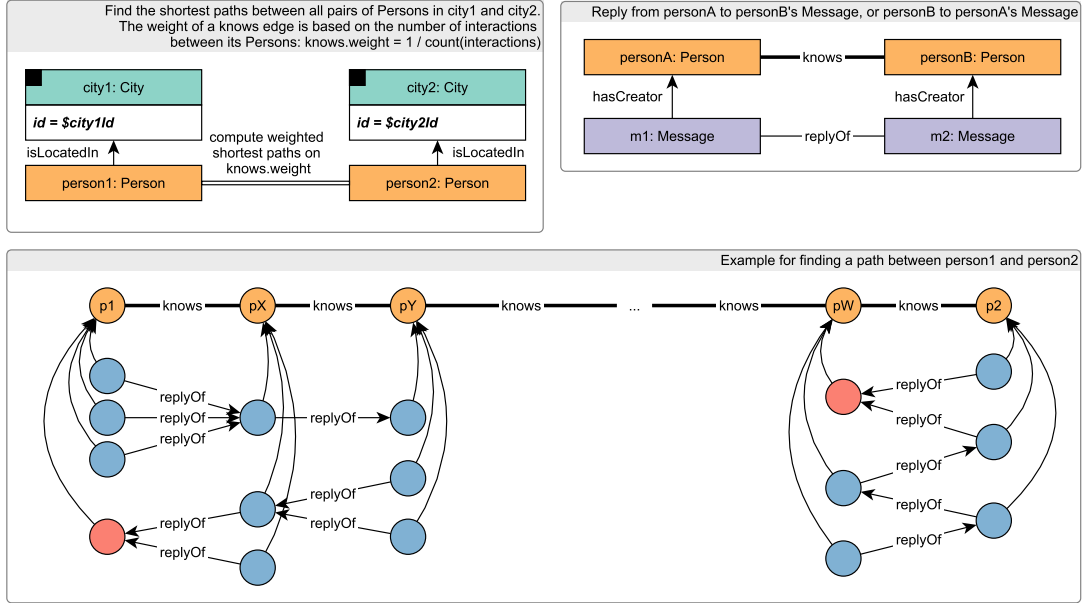 Find the shortest paths between all pairs of Persons in city1 and city2.
The weight of a knows edge is based on the number of interactions
between its Persons: knows.weight = 1 / count(interactions)
city1: City
city2: City
id = $city1Id
id = $city2Id
compute weighted
shortest paths on
knows.weight
isLocatedIn
isLocatedIn
person1: Person
person2: Person
Reply from personA to personB's Message, or personB to personA's Message
personA: Person
knows
personB: Person
hasCreator
hasCreator
m1: Message
replyOf
m2: Message
Example for finding a path between person1 and person2
p1
knows
pX
knows
pY
knows
...
knows
pW
knows
p2
replyOf
replyOf
replyOf
replyOf
replyOf
replyOf
replyOf
replyOf
replyOf
replyOf
replyOf
replyOf
replyOf